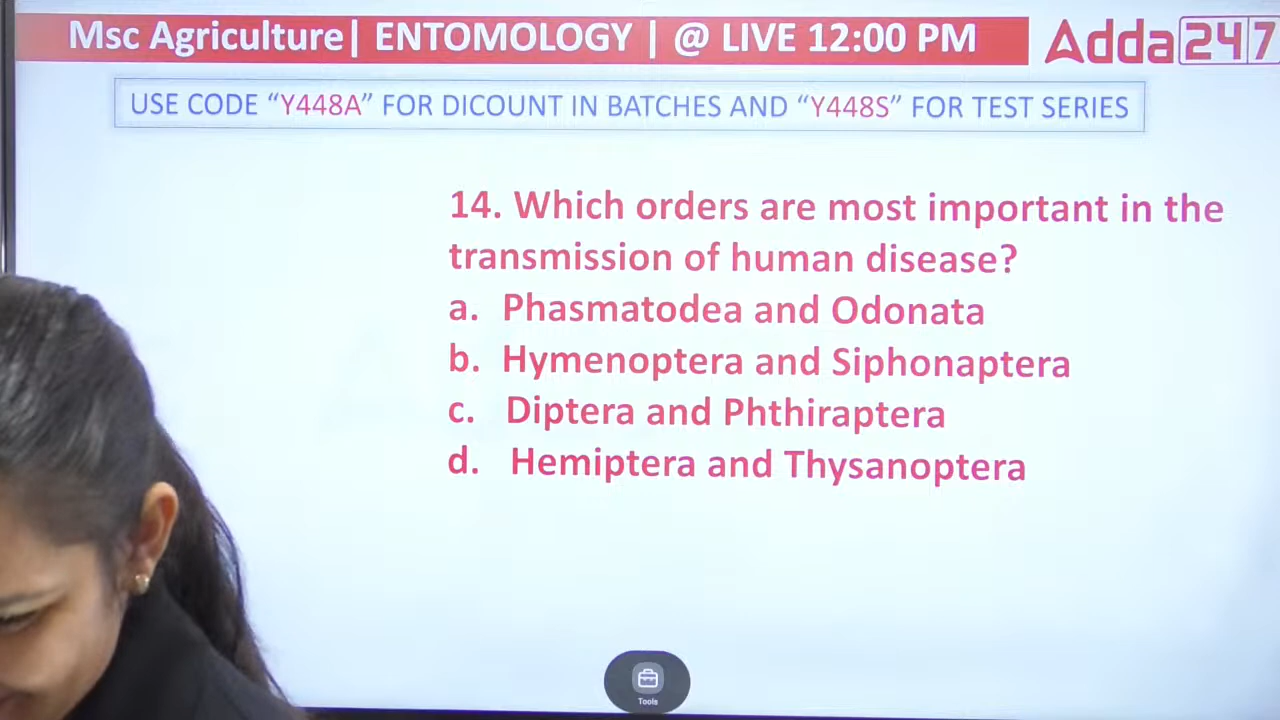 Msc Agriculture| ENTOMOLOGY | @ LIVE 12:00 PM
Adda247
USE CODE “Y448A” FOR DICOUNT IN BATCHES AND “Y448S” FOR TEST SERIES
14. Which orders are most important in the
transmission of human disease?
a. Phasmatodea and Odonata
b. Hymenoptera and Siphonaptera
c. Diptera and Phthiraptera
d. Hemiptera and Thysanoptera
Tools